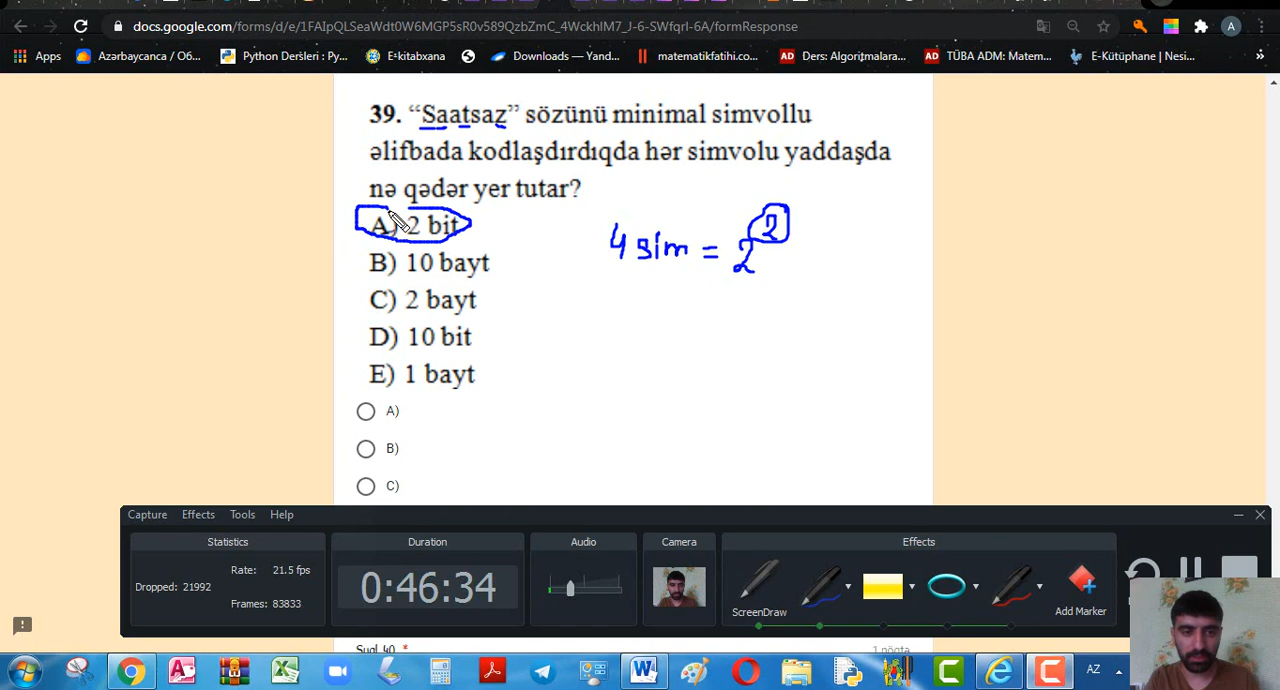 docs.google.com/forms/d/e/1FAIpQLSeaWdt0W6MGP5sR0v589QzbZmC_4WckhlM7_J-6-SWfqrI-6A/formResponse
A
Apps Azərbaycanca / Об... Python Dersleri : Py... E-kitabxana Downloads — Yand... matematikfatihi.com... Ders: Algoritmalara... TÜBA ADM: Matem... E-Kütüphane | Nesi... »
39. “Saatsaz” sözünü minimal simvollu
əlifbada kodlaşdırdıqda hər simvolu yaddaşda
nə qədər yer tutar?
A) 2 bit
4 sim = 2 2
B) 10 bayt
C) 2 bayt
D) 10 bit
E) 1 bayt
A)
B)
C)
Capture Effects Tools Help
Statistics Duration Audio Camera Effects
Rate: 21.5 fps
Dropped: 21992
Frames: 83833
0:46:34
ScreenDraw
Add Marker
Sual 40. *
1 nöqtə
AZ